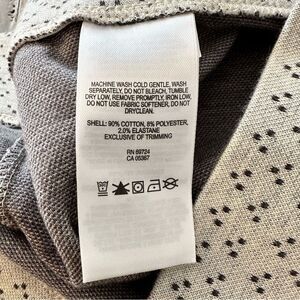 MACHINE WASH COLD GENTLE, WASH
SEPARATELY, DO NOT BLEACH, TUMBLE
DRY LOW, REMOVE PROMPTLY, IRON LOW,
DO NOT USE FABRIC SOFTENER, DO NOT
DRYCLEAN.
SHELL: 90% COTTON, 8% POLYESTER,
2.0% ELASTANE
EXCLUSIVE OF TRIMMING
RN 69724
CA 05367